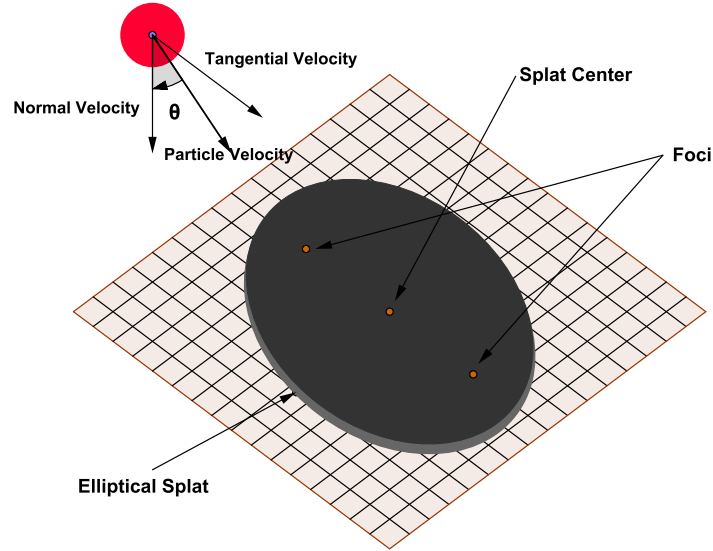 Tangential Velocity
Splat Center
Normal Velocity
θ
Particle Velocity
Foci
Elliptical Splat